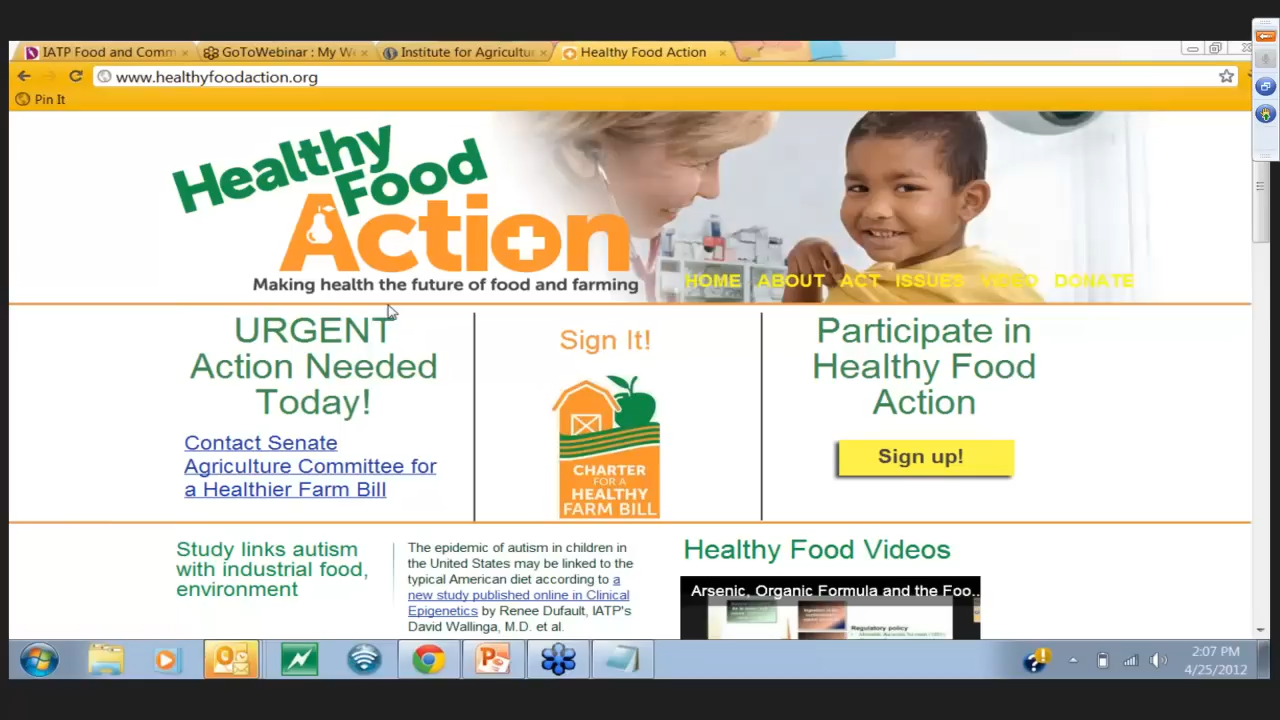 IATP Food and Comm
GoToWebinar : My W
Institute for Agricultu
Healthy Food Action
www.healthyfoodaction.org
Pin It
Healthy
Food
Action
Making health the future of food and farming
HOME ABOUT ACT ISSUES VIDEO DONATE
URGENT
Action Needed
Today!
Contact Senate
Agriculture Committee for
a Healthier Farm Bill
Sign It!
CHARTER
FOR A
HEALTHY
FARM BILL
Participate in
Healthy Food
Action
Sign up!
Study links autism
with industrial food,
environment
The epidemic of autism in children in
the United States may be linked to the
typical American diet according to a
new study published online in Clinical
Epigenetics by Renee Dufault, IATP's
David Wallinga, M.D. et al.
Healthy Food Videos
Arsenic, Organic Formula and the Foo...
Regulatory policy
2:07 PM
4/25/2012